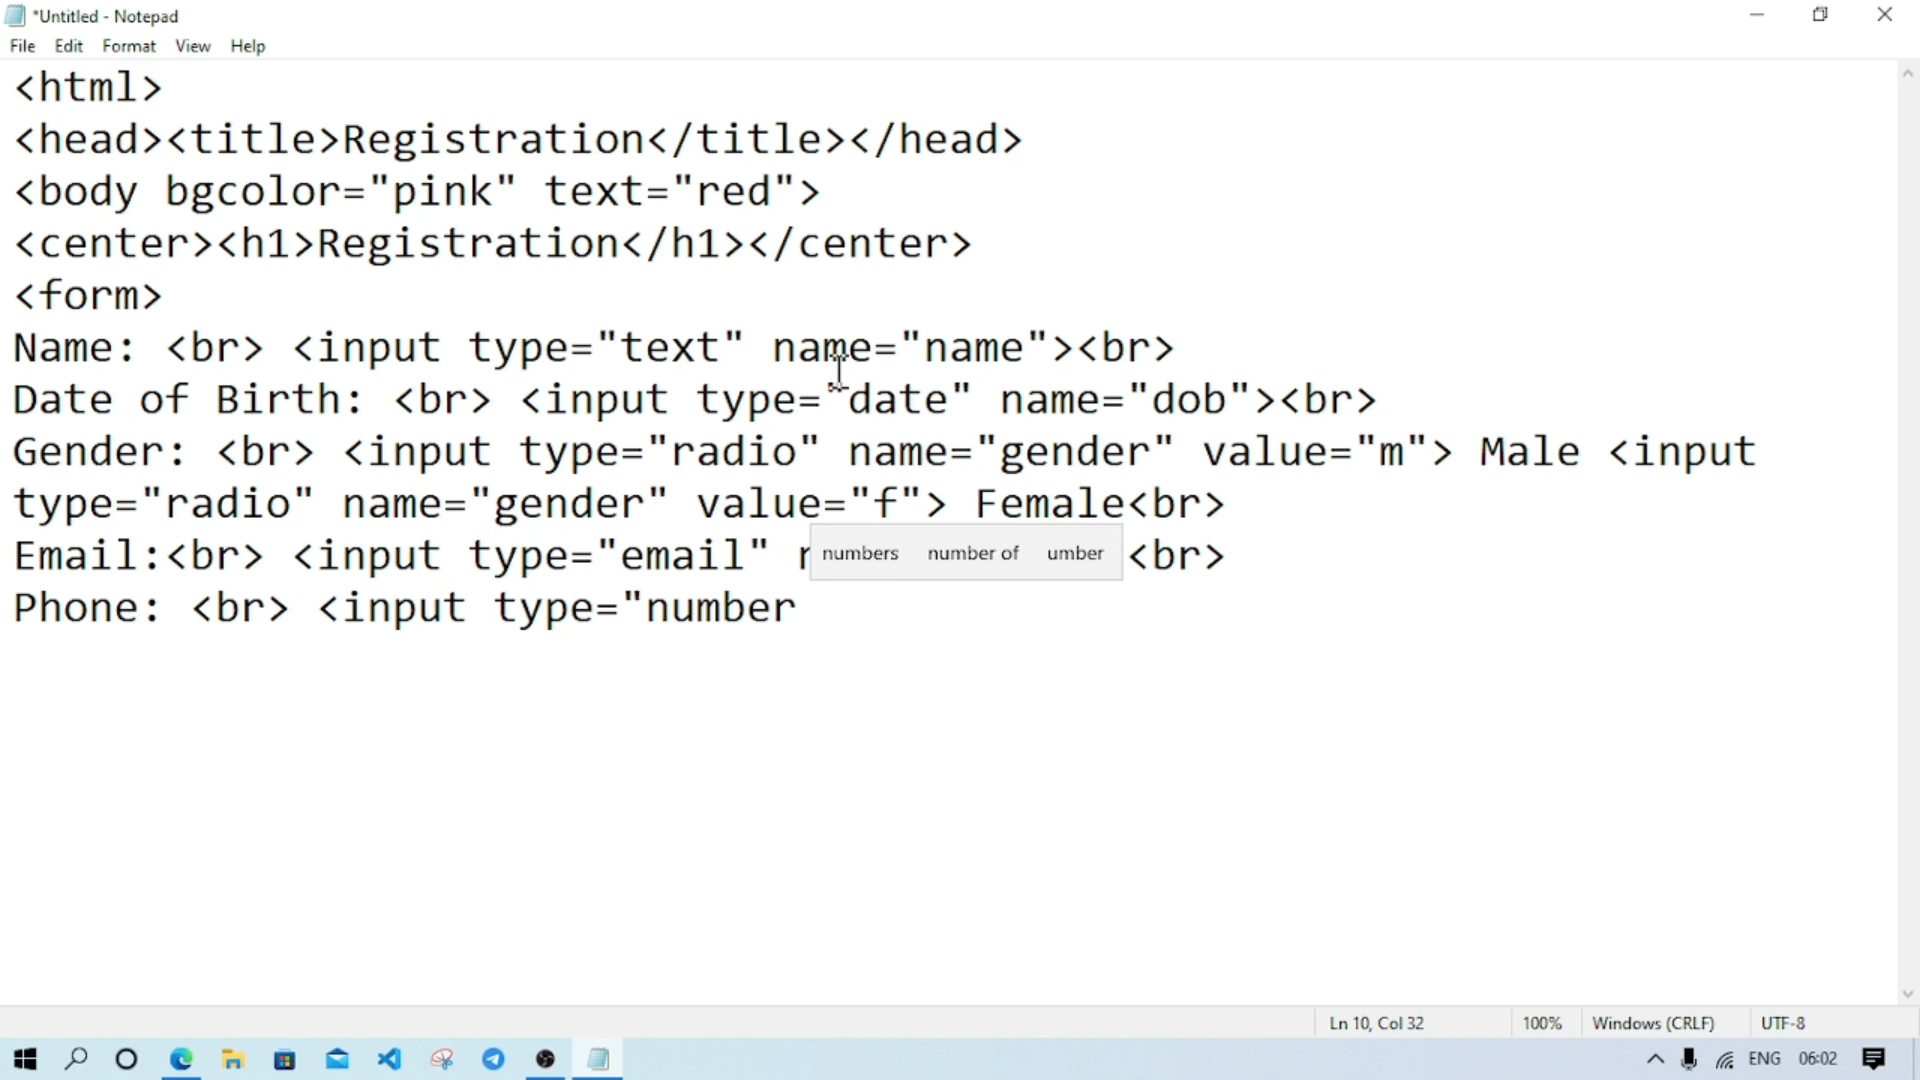 *Untitled - Notepad
File Edit Format View Help
<html>
<head><title>Registration</title></head>
<body bgcolor="pink" text="red">
<center><h1>Registration</h1></center>
<form>
Name: <br> <input type="text" name="name"><br>
Date of Birth: <br> <input type="date" name="dob"><br>
Gender: <br> <input type="radio" name="gender" value="m"> Male <input
type="radio" name="gender" value="f"> Female<br>
Email:<br> <input type="email" <br>
numbers number of umber
Phone: <br> <input type="number
Ln 10, Col 32 100% Windows (CRLF) UTF-8
ENG 06:02